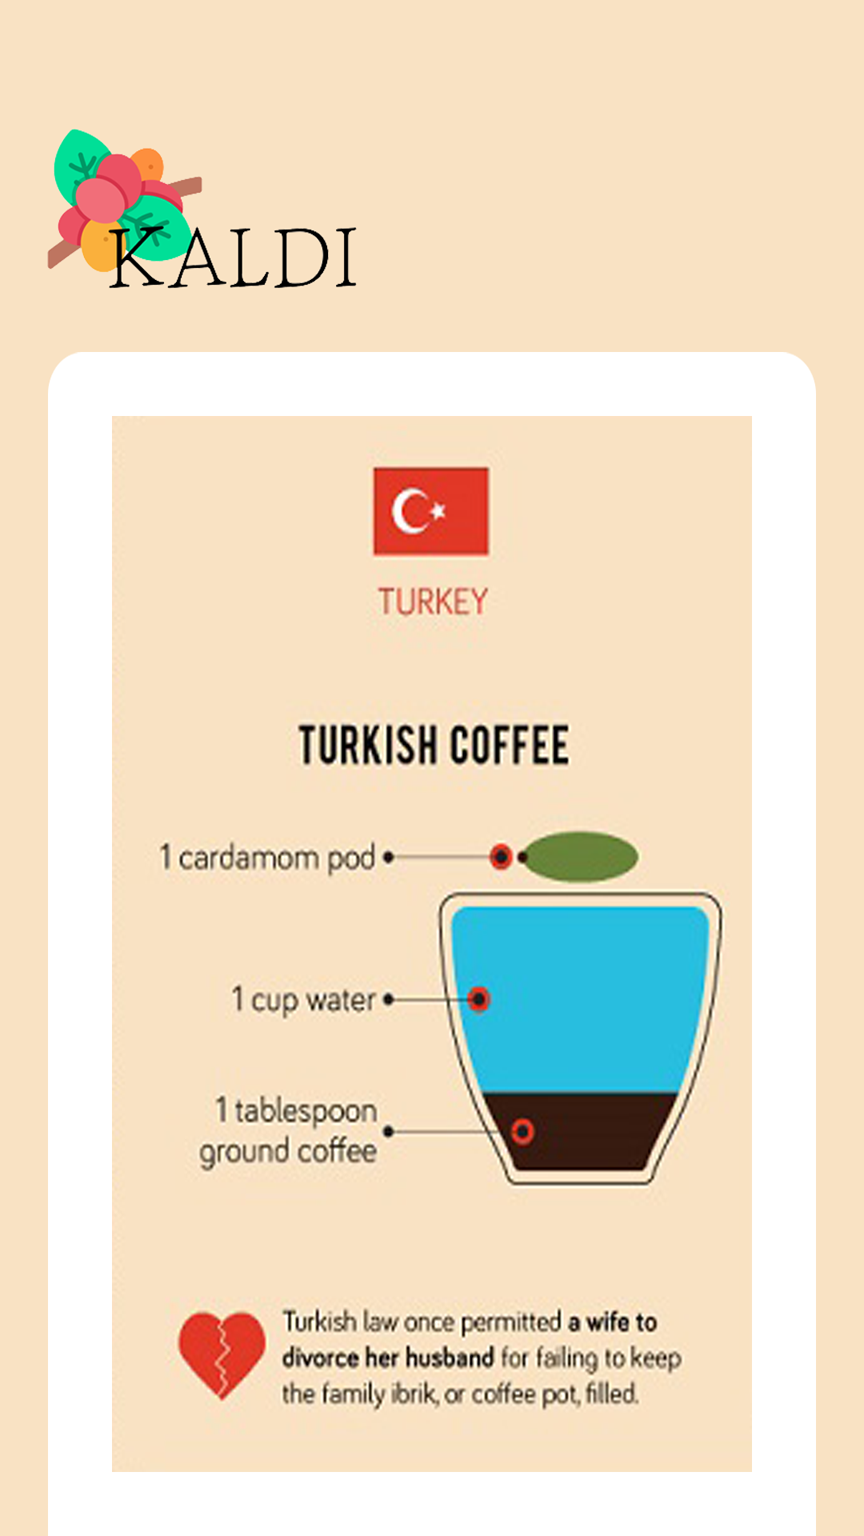 KALDI
TURKEY
TURKISH COFFEE
1 cardamom pod
1 cup water
1 tablespoon
ground coffee
Turkish law once permitted a wife to
divorce her husband for failing to keep
the family ibrik, or coffee pot, filled.